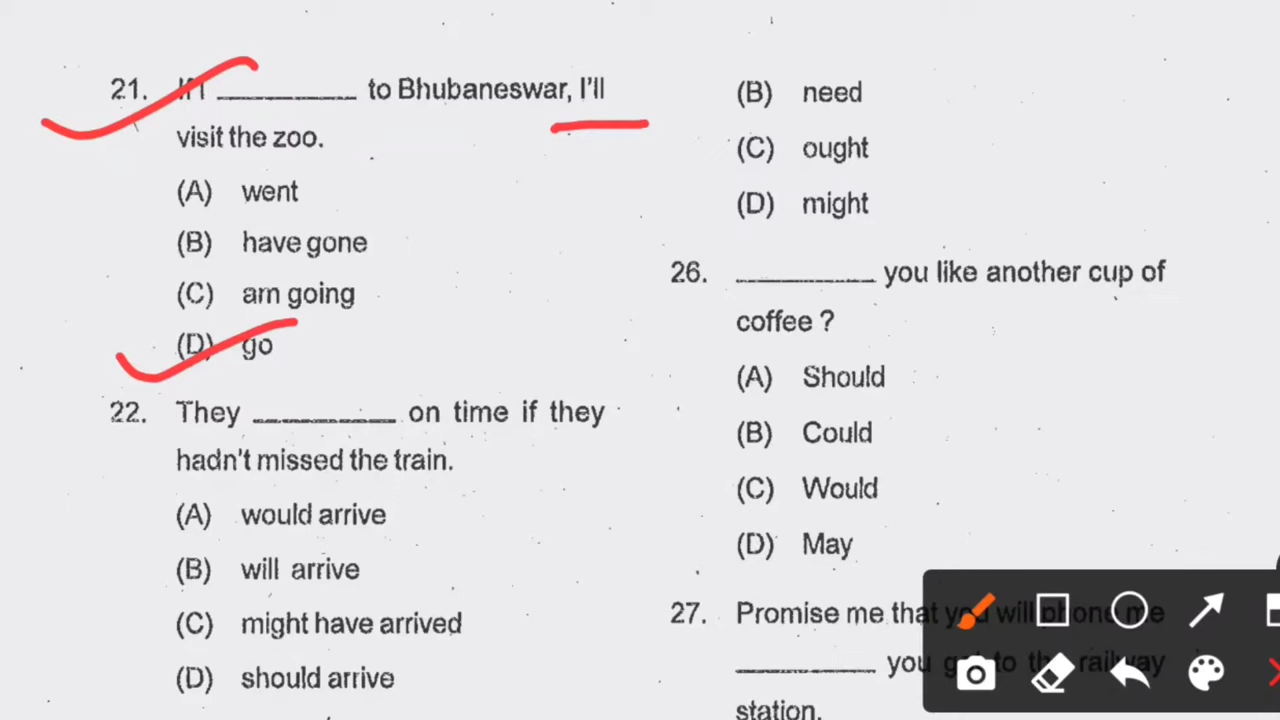 21. If I __________ to Bhubaneswar, I'll
visit the zoo.
(A) went
(B) have gone
(C) am going
(D) go
22. They __________ on time if they
hadn't missed the train.
(A) would arrive
(B) will arrive
(C) might have arrived
(D) should arrive
(B) need
(C) ought
(D) might
26. __________ you like another cup of
coffee ?
(A) Should
(B) Could
(C) Would
(D) May
27. Promise me that you will phone me
__________ you get to the railway
station.